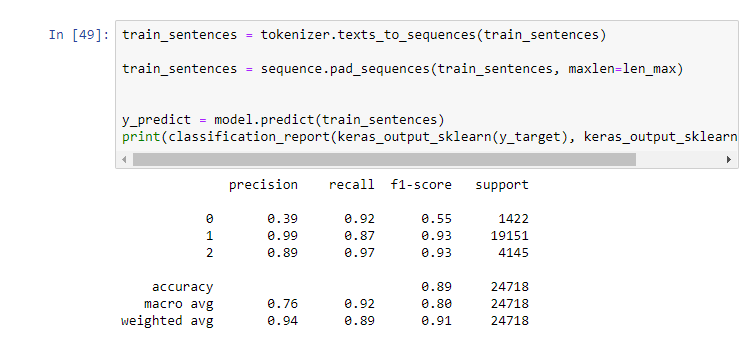 In [49]: train_sentences = tokenizer.texts_to_sequences(train_sentences)
train_sentences = sequence.pad_sequences(train_sentences, maxlen=len_max)
y_predict = model.predict(train_sentences)
print(classification_report(keras_output_sklearn(y_target), keras_output_sklearn
precision recall f1-score support
0 0.39 0.92 0.55 1422
1 0.99 0.87 0.93 19151
2 0.89 0.97 0.93 4145
accuracy 0.89 24718
macro avg 0.76 0.92 0.80 24718
weighted avg 0.94 0.89 0.91 24718